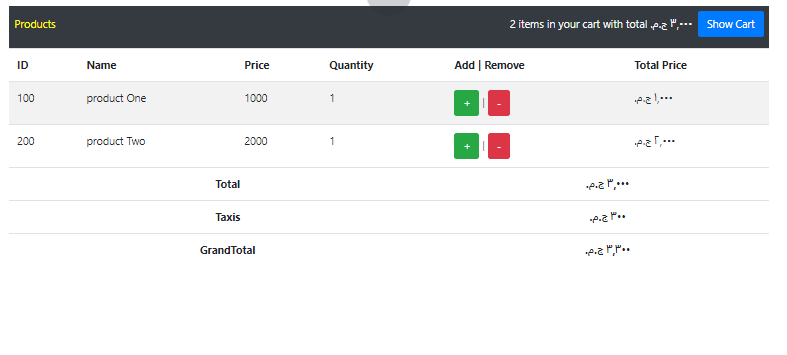 Products 2 items in your cart with total ج.م.‏ ٣٬٠٠٠ Show Cart
ID Name Price Quantity Add | Remove Total Price
100 product One 1000 1 + | - ج.م.‏ ١٬٠٠٠
200 product Two 2000 1 + | - ج.م.‏ ٢٬٠٠٠
Total ج.م.‏ ٣٬٠٠٠
Taxis ج.م.‏ ٣٠٠
GrandTotal ج.م.‏ ٣٬٣٠٠